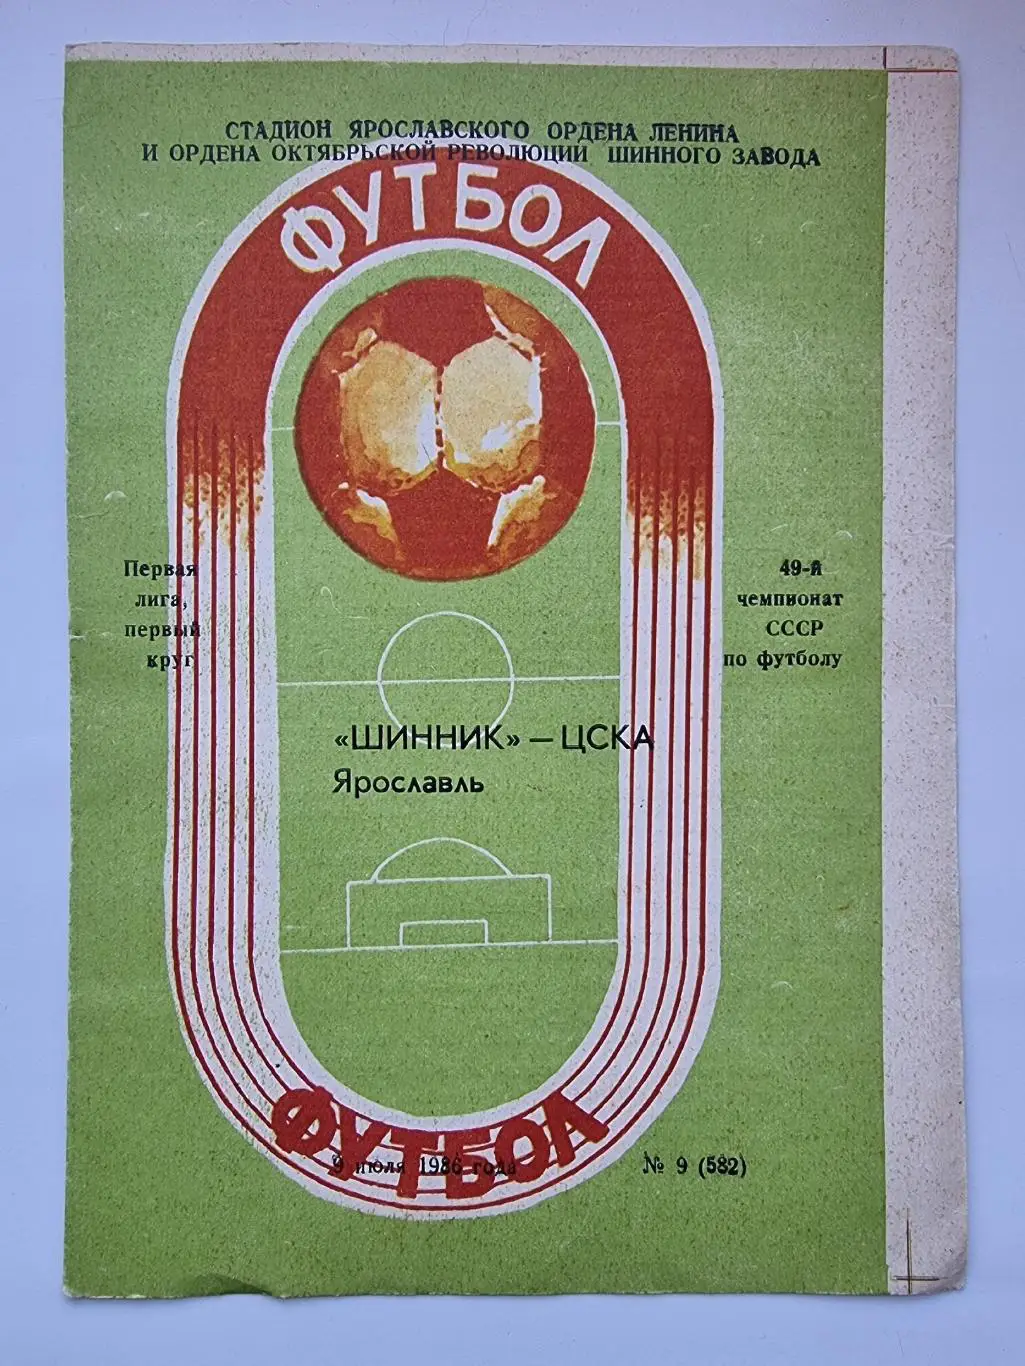 СТАДИОН ЯРОСЛАВСКОГО ОРДЕНА ЛЕНИНА
И ОРДЕНА ОКТЯБРЬСКОЙ РЕВОЛЮЦИИ ШИННОГО ЗАВОДА
ФУТБОЛ
Первая
лига,
первый
круг
49-й
чемпионат
СССР
по футболу
«ШИННИК» — ЦСКА
Ярославль
ФУТБОЛ
9 июля 1986 года
№ 9 (582)